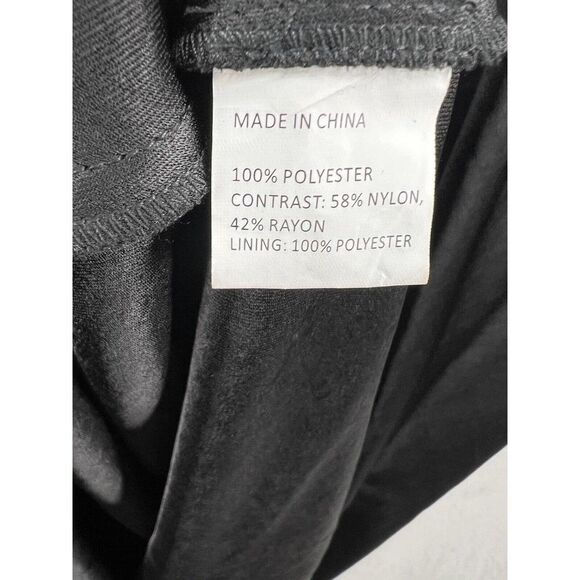 MADE IN CHINA
100% POLYESTER
CONTRAST: 58% NYLON,
42% RAYON
LINING: 100% POLYESTER